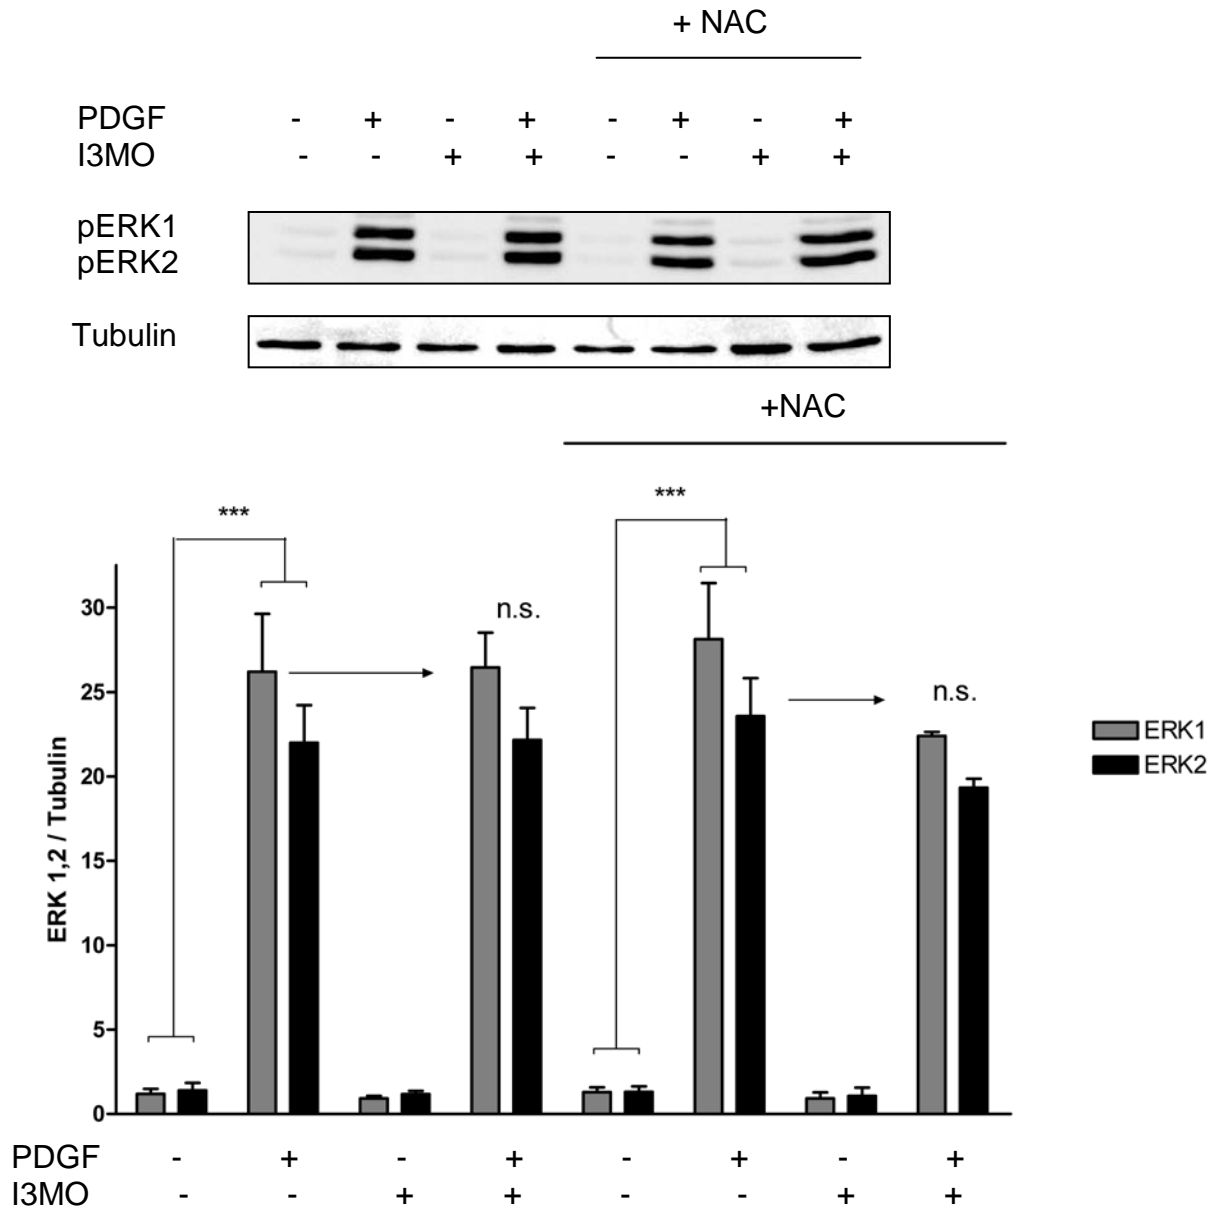 + NAC
PDGF - + - + - + - +
I3MO - - + + - - + +
pERK1
pERK2
Tubulin
+NAC
***
***
n.s.
n.s.
ERK 1,2 / Tubulin
30
25
20
15
10
5
0
ERK1
ERK2
PDGF - + - + - + - +
I3MO - - + + - - + +